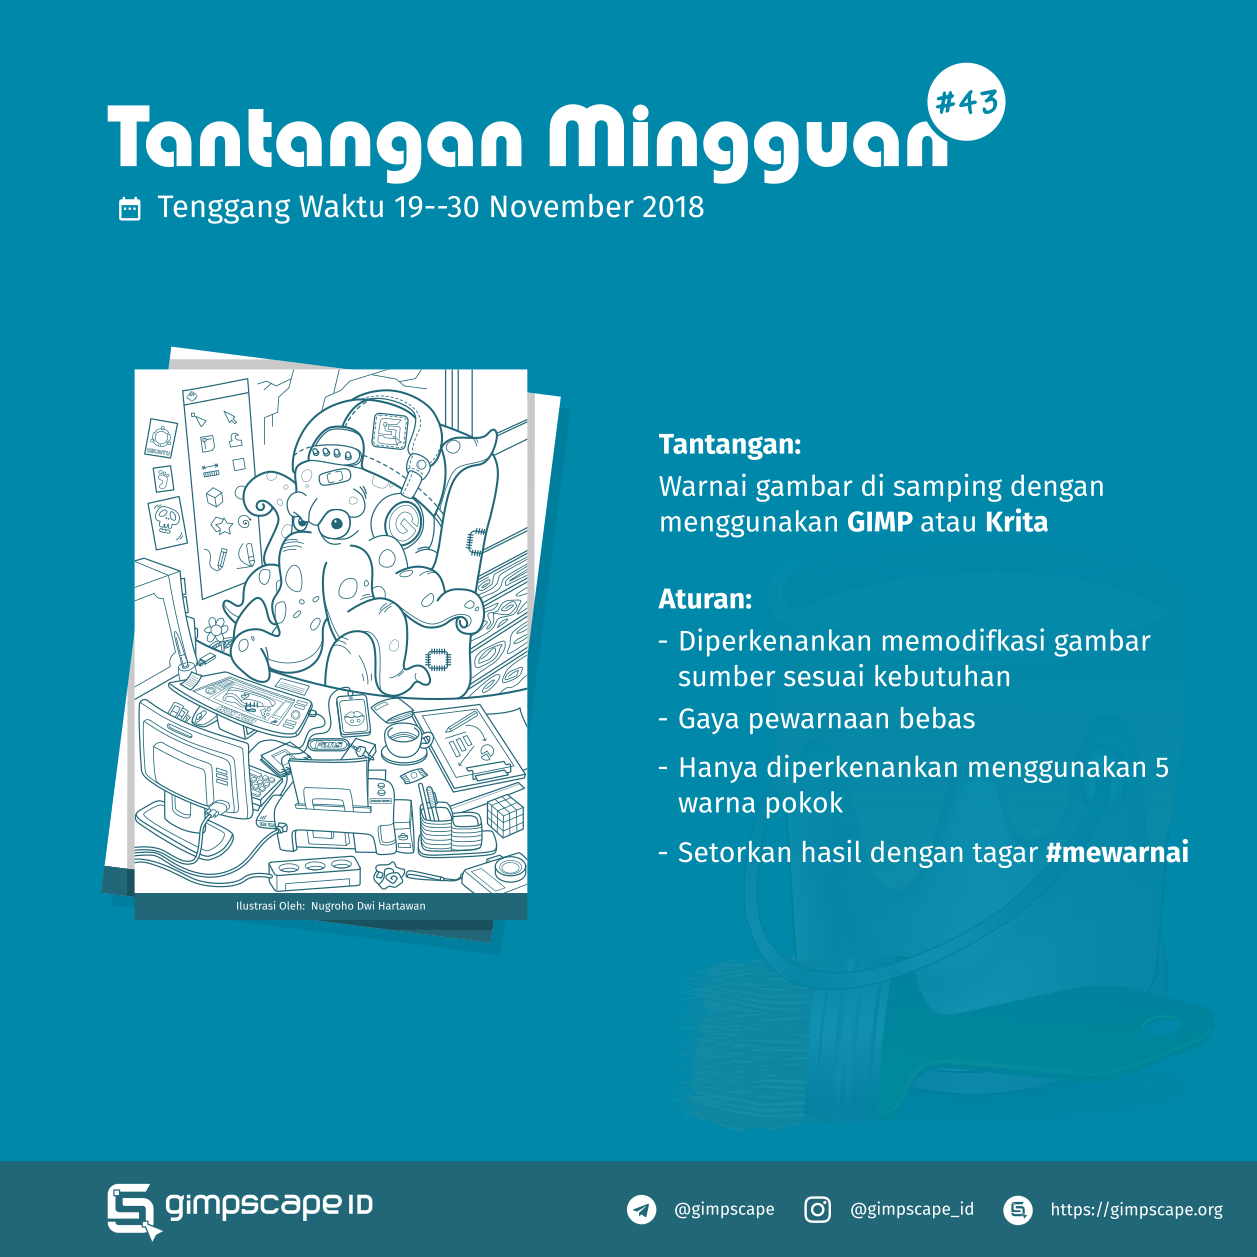 Tantangan Mingguan
#43
Tenggang Waktu 19--30 November 2018
UBUNTU
Ilustrasi Oleh: Nugroho Dwi Hartawan
Tantangan:
Warnai gambar di samping dengan
menggunakan GIMP atau Krita
Aturan:
- Diperkenankan memodifkasi gambar
sumber sesuai kebutuhan
- Gaya pewarnaan bebas
- Hanya diperkenankan menggunakan 5
warna pokok
- Setorkan hasil dengan tagar #mewarnai
gimpscape ID
@gimpscape
@gimpscape_id
https://gimpscape.org